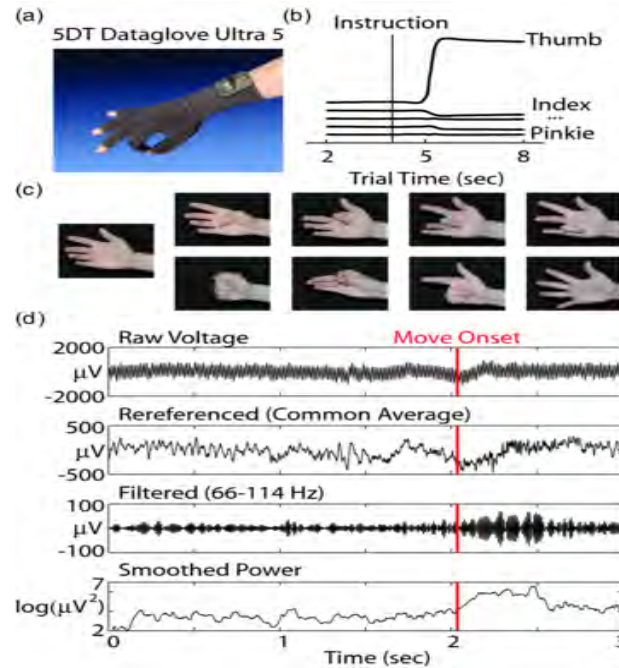 (a)
5DT Dataglove Ultra 5
(b)
Instruction
Thumb
Index
...
Pinkie
2 5 8
Trial Time (sec)
(c)
(d)
Raw Voltage
Move Onset
2000
μV
-2000
Rereferenced (Common Average)
500
μV
-500
Filtered (66-114 Hz)
100
μV
-100
Smoothed Power
7
log(μV²)
2
0 1 2 3
Time (sec)